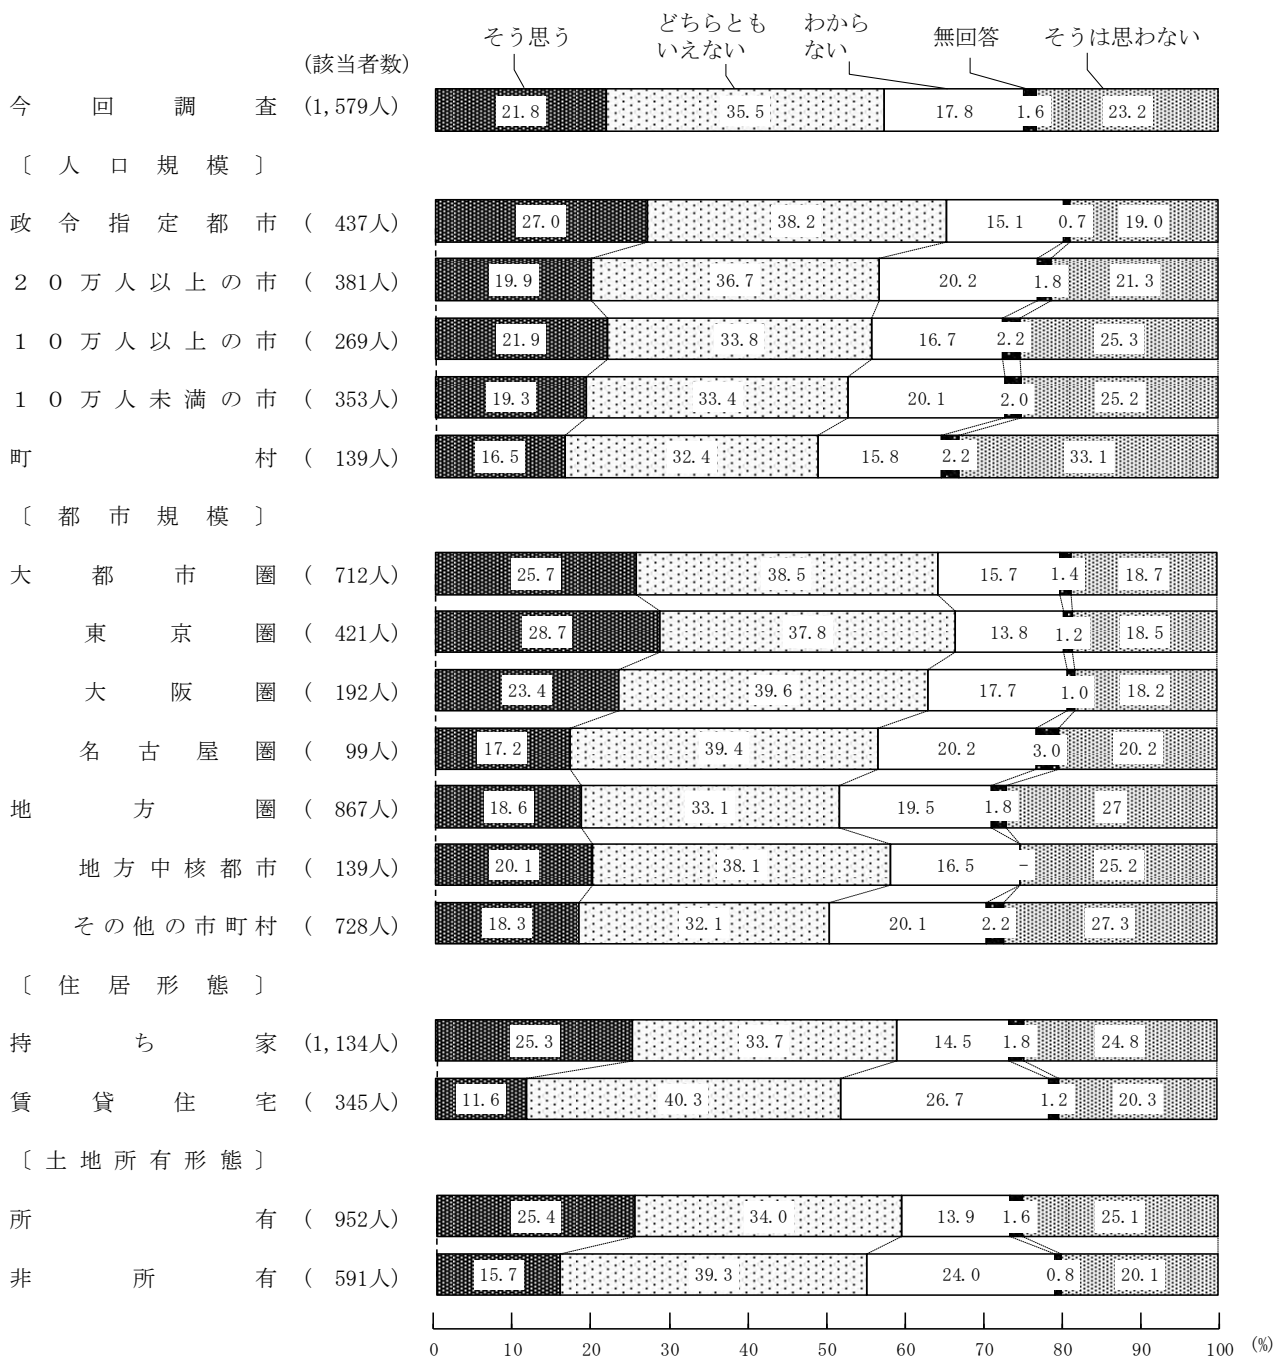 そう思う どちらとも わから 無回答 そうは思わない
いえない ない
(該当者数)
今回調査 (1,579人) 21.8 35.5 17.8 1.6 23.2
〔人口規模〕
政令指定都市 ( 437人) 27.0 38.2 15.1 0.7 19.0
２０万人以上の市 ( 381人) 19.9 36.7 20.2 1.8 21.3
１０万人以上の市 ( 269人) 21.9 33.8 16.7 2.2 25.3
１０万人未満の市 ( 353人) 19.3 33.4 20.1 2.0 25.2
町村 ( 139人) 16.5 32.4 15.8 2.2 33.1
〔都市規模〕
大都市圏 ( 712人) 25.7 38.5 15.7 1.4 18.7
東京圏 ( 421人) 28.7 37.8 13.8 1.2 18.5
大阪圏 ( 192人) 23.4 39.6 17.7 1.0 18.2
名古屋圏 ( 99人) 17.2 39.4 20.2 3.0 20.2
地方圏 ( 867人) 18.6 33.1 19.5 1.8 27
地方中核都市 ( 139人) 20.1 38.1 16.5 - 25.2
その他の市町村 ( 728人) 18.3 32.1 20.1 2.2 27.3
〔住居形態〕
持ち家 (1,134人) 25.3 33.7 14.5 1.8 24.8
賃貸住宅 ( 345人) 11.6 40.3 26.7 1.2 20.3
〔土地所有形態〕
所有 ( 952人) 25.4 34.0 13.9 1.6 25.1
非所有 ( 591人) 15.7 39.3 24.0 0.8 20.1
0 10 20 30 40 50 60 70 80 90 100 (%)